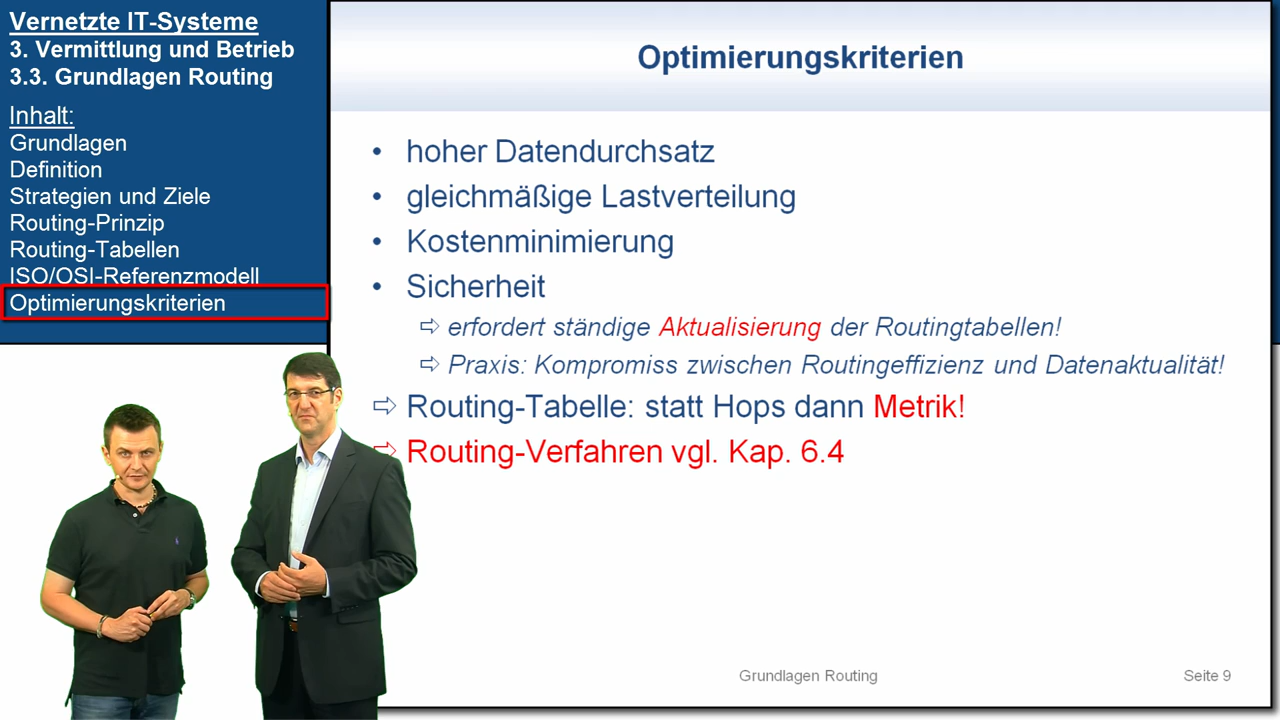 Vernetzte IT-Systeme
3. Vermittlung und Betrieb
3.3. Grundlagen Routing
Inhalt:
Grundlagen
Definition
Strategien und Ziele
Routing-Prinzip
Routing-Tabellen
ISO/OSI-Referenzmodell
Optimierungskriterien
Optimierungskriterien
• hoher Datendurchsatz
• gleichmäßige Lastverteilung
• Kostenminimierung
• Sicherheit
⇨ erfordert ständige Aktualisierung der Routingtabellen!
⇨ Praxis: Kompromiss zwischen Routingeffizienz und Datenaktualität!
⇨ Routing-Tabelle: statt Hops dann Metrik!
⇨ Routing-Verfahren vgl. Kap. 6.4
Grundlagen Routing
Seite 9